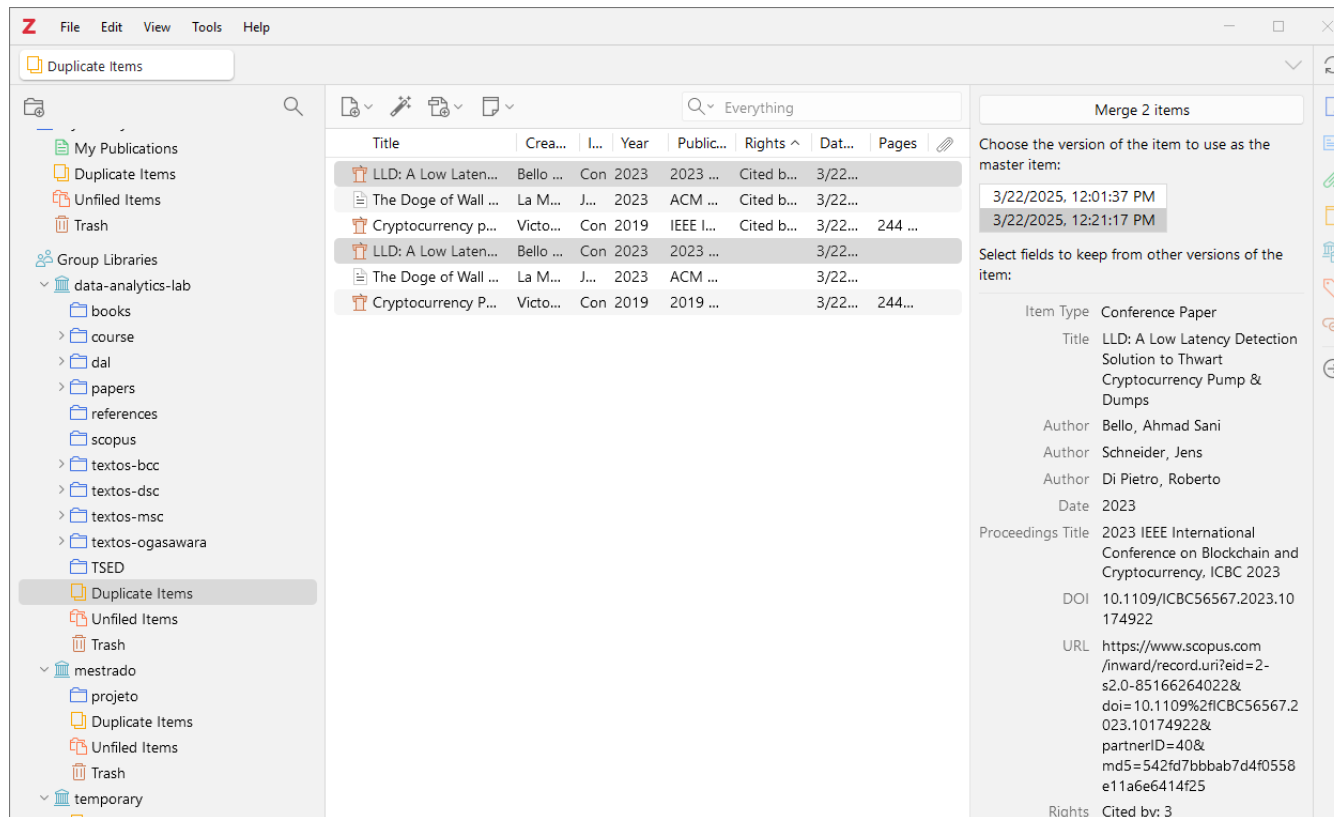 Z File Edit View Tools Help
Duplicate Items
Everything
My Publications
Duplicate Items
Unfiled Items
Trash
Group Libraries
data-analytics-lab
books
course
dal
papers
references
scopus
textos-bcc
textos-dsc
textos-msc
textos-ogasawara
TSED
Duplicate Items
Unfiled Items
Trash
mestrado
projeto
Duplicate Items
Unfiled Items
Trash
temporary
Title Crea... I... Year Public... Rights Dat... Pages
LLD: A Low Laten... Bello ... Con 2023 2023 ... Cited b... 3/22...
The Doge of Wall ... La M... J... 2023 ACM ... Cited b... 3/22...
Cryptocurrency p... Victo... Con 2019 IEEE I... Cited b... 3/22... 244 ...
LLD: A Low Laten... Bello ... Con 2023 2023 ... 3/22...
The Doge of Wall ... La M... J... 2023 ACM ... 3/22...
Cryptocurrency P... Victo... Con 2019 2019 ... 3/22... 244...
Merge 2 items
Choose the version of the item to use as the
master item:
3/22/2025, 12:01:37 PM
3/22/2025, 12:21:17 PM
Select fields to keep from other versions of the
item:
Item Type Conference Paper
Title LLD: A Low Latency Detection
Solution to Thwart
Cryptocurrency Pump &
Dumps
Author Bello, Ahmad Sani
Author Schneider, Jens
Author Di Pietro, Roberto
Date 2023
Proceedings Title 2023 IEEE International
Conference on Blockchain and
Cryptocurrency, ICBC 2023
DOI 10.1109/ICBC56567.2023.10
174922
URL https://www.scopus.com
/inward/record.uri?eid=2-
s2.0-85166264022&
doi=10.1109%2fICBC56567.2
023.10174922&
partnerID=40&
md5=542fd7bbbab7d4f0558
e11a6e6414f25
Rights Cited by: 3